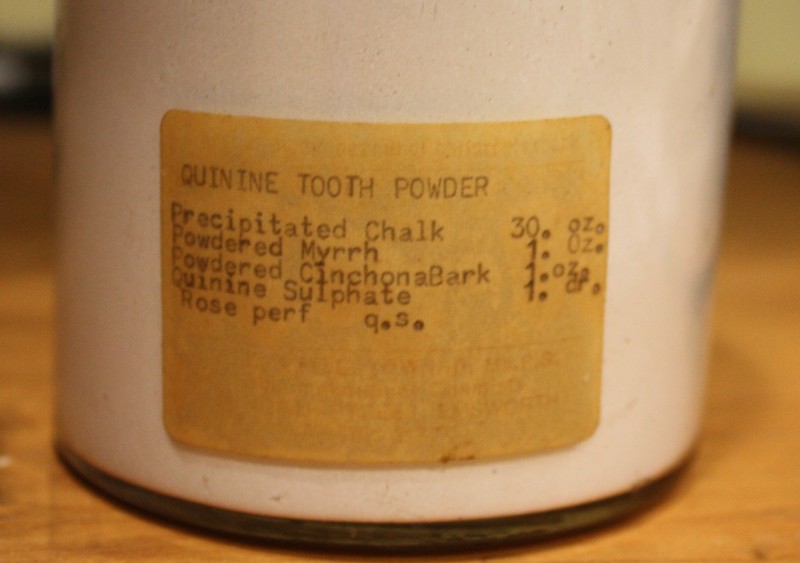 QUININE TOOTH POWDER
Precipitated Chalk 30. oz.
Powdered Myrrh 1. Oz.
Powdered CinchonaBark 1.oz.
Quinine Sulphate 1. dr.
Rose perf q.s.